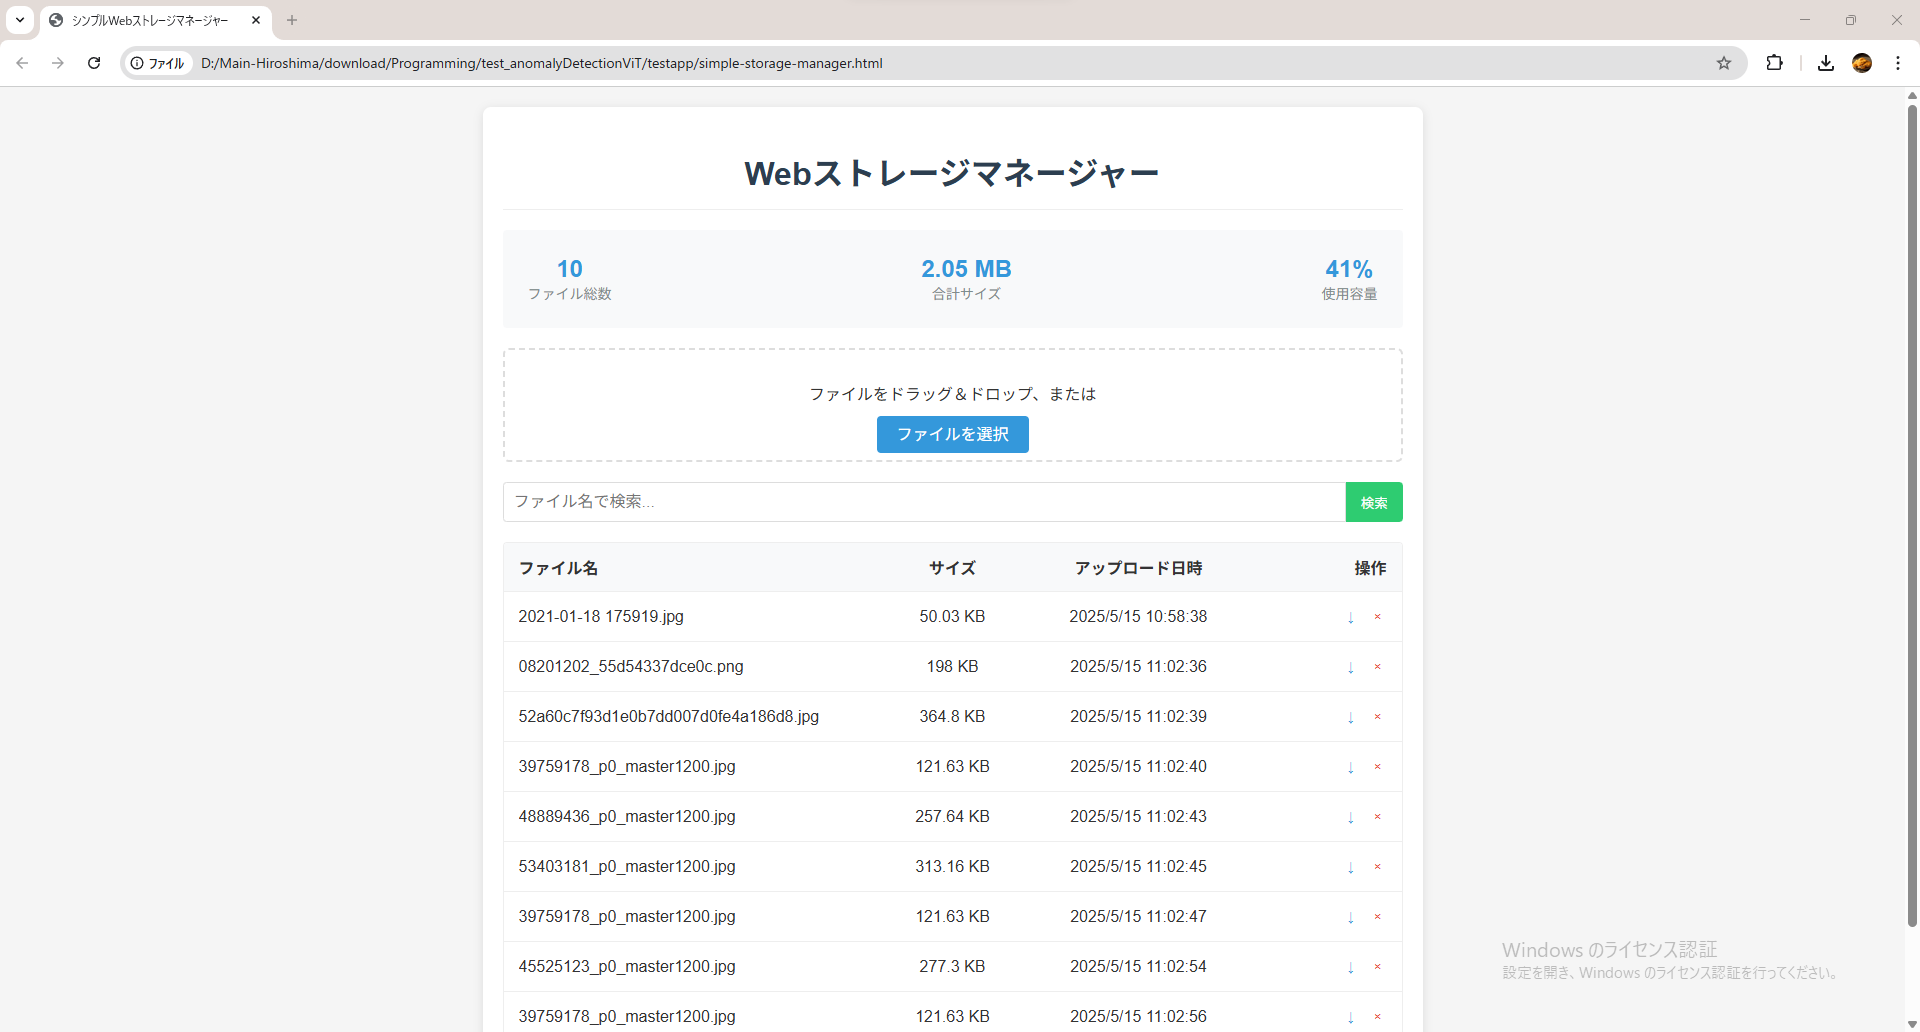 シンプルWebストレージマネージャー
ファイル D:/Main-Hiroshima/download/Programming/test_anomalyDetectionViT/testapp/simple-storage-manager.html
Webストレージマネージャー
10 2.05 MB 41%
ファイル総数 合計サイズ 使用容量
ファイルをドラッグ＆ドロップ、または
ファイルを選択
ファイル名で検索... 検索
ファイル名 サイズ アップロード日時 操作
2021-01-18 175919.jpg 50.03 KB 2025/5/15 10:58:38 ↓ ×
08201202_55d54337dce0c.png 198 KB 2025/5/15 11:02:36 ↓ ×
52a60c7f93d1e0b7dd007d0fe4a186d8.jpg 364.8 KB 2025/5/15 11:02:39 ↓ ×
39759178_p0_master1200.jpg 121.63 KB 2025/5/15 11:02:40 ↓ ×
48889436_p0_master1200.jpg 257.64 KB 2025/5/15 11:02:43 ↓ ×
53403181_p0_master1200.jpg 313.16 KB 2025/5/15 11:02:45 ↓ ×
39759178_p0_master1200.jpg 121.63 KB 2025/5/15 11:02:47 ↓ ×
45525123_p0_master1200.jpg 277.3 KB 2025/5/15 11:02:54 ↓ ×
39759178_p0_master1200.jpg 121.63 KB 2025/5/15 11:02:56 ↓ ×
Windows のライセンス認証
設定を開き、Windows のライセンス認証を行ってください。